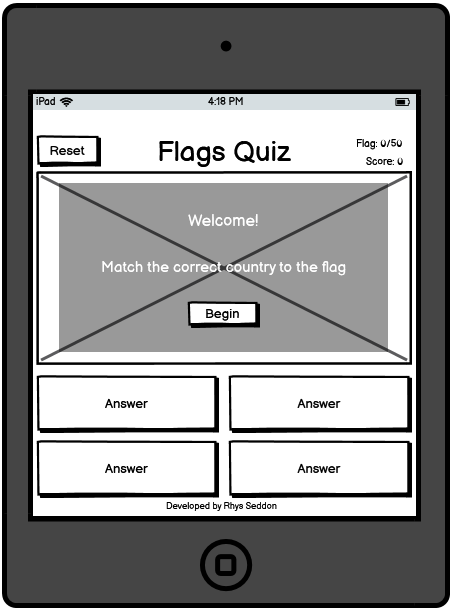 iPad 4:18 PM
Reset
Flags Quiz
Flag: 0/50
Score: 0
Welcome!
Match the correct country to the flag
Begin
Answer
Answer
Answer
Answer
Developed by Rhys Seddon